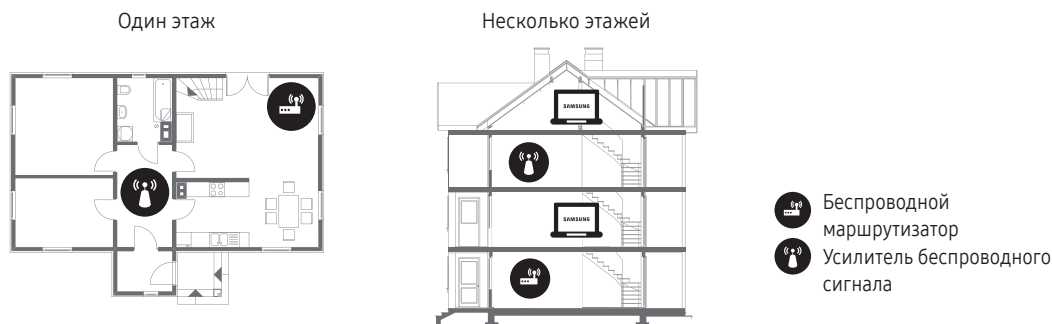 Один этаж
Несколько этажей
SAMSUNG
SAMSUNG
Беспроводной
маршрутизатор
Усилитель беспроводного
сигнала